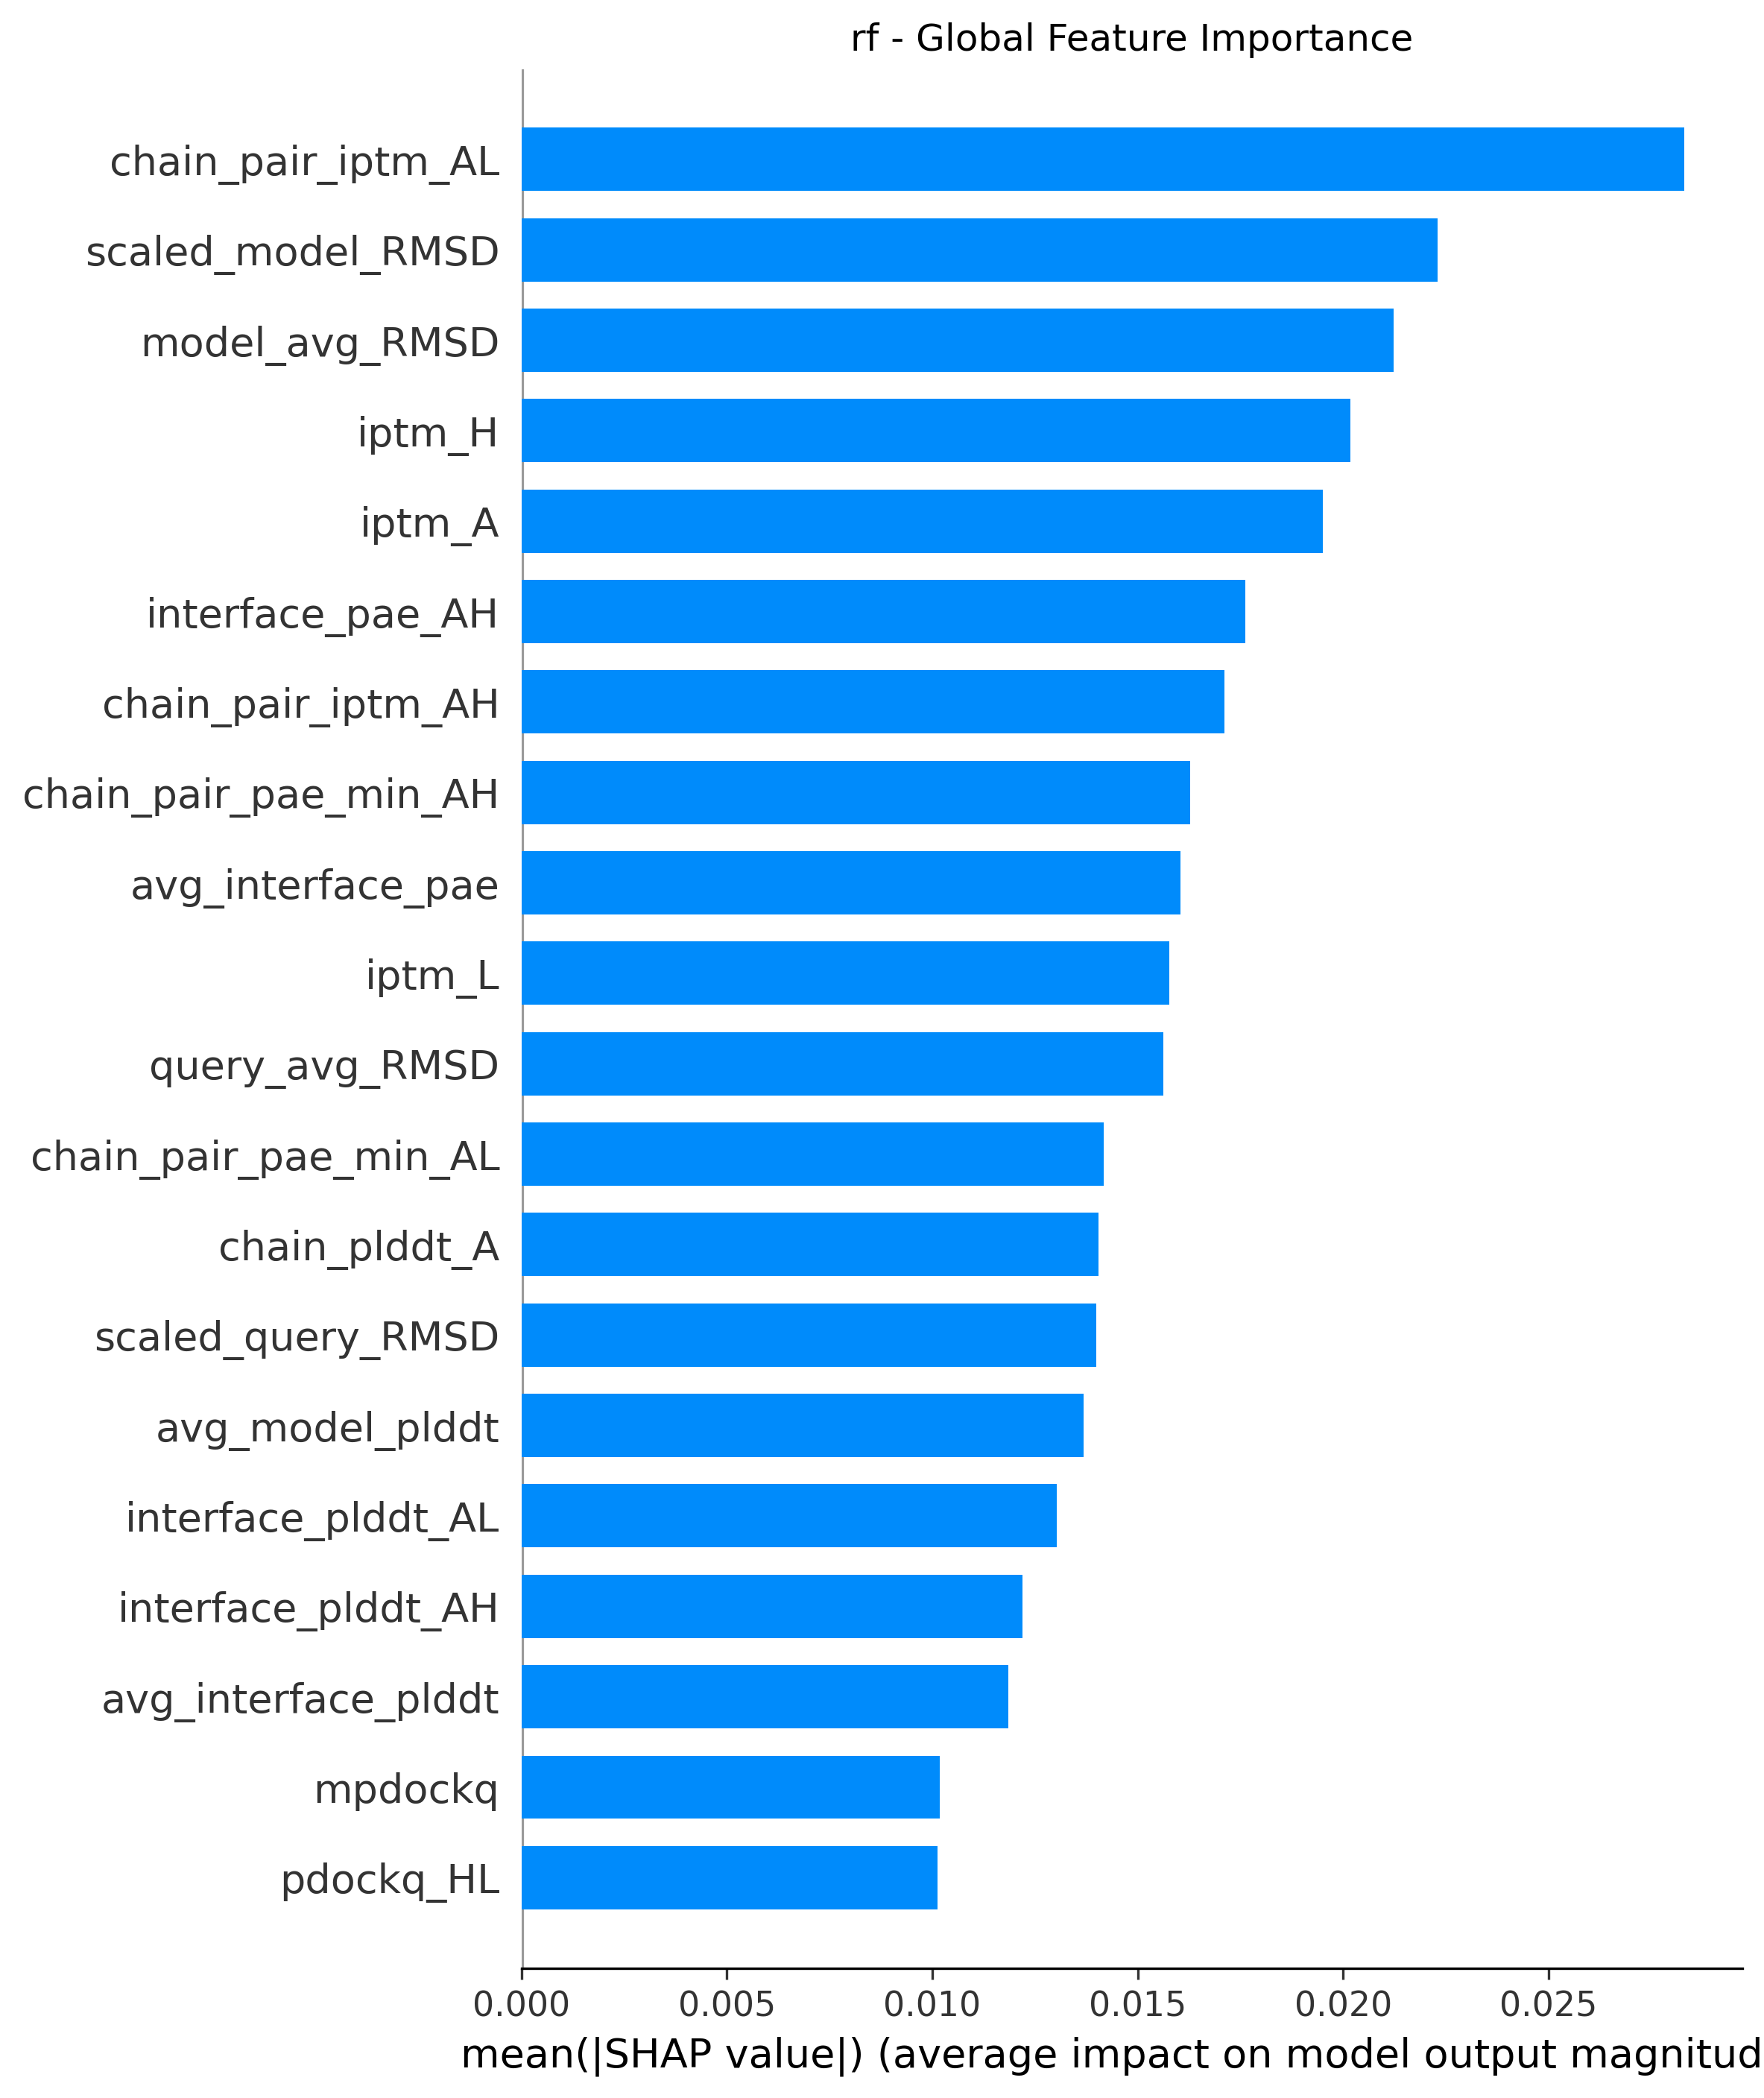 rf - Global Feature Importance
chain_pair_iptm_AL
scaled_model_RMSD
model_avg_RMSD
iptm_H
iptm_A
interface_pae_AH
chain_pair_iptm_AH
chain_pair_pae_min_AH
avg_interface_pae
iptm_L
query_avg_RMSD
chain_pair_pae_min_AL
chain_plddt_A
scaled_query_RMSD
avg_model_plddt
interface_plddt_AL
interface_plddt_AH
avg_interface_plddt
mpdockq
pdockq_HL
0.000 0.005 0.010 0.015 0.020 0.025
mean(|SHAP value|) (average impact on model output magnitud